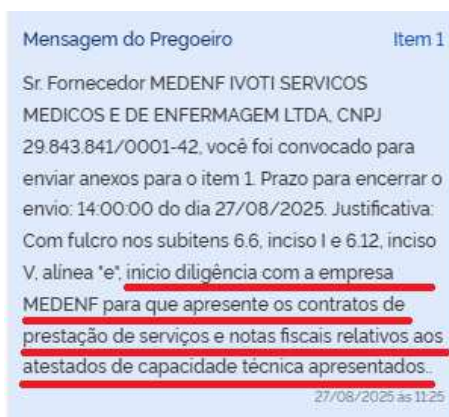 Mensagem do Pregoeiro Item 1
Sr. Fornecedor MEDENF IVOTI SERVICOS
MEDICOS E DE ENFERMAGEM LTDA, CNPJ
29.843.841/0001-42, você foi convocado para
enviar anexos para o item 1. Prazo para encerrar o
envio: 14:00:00 do dia 27/08/2025. Justificativa:
Com fulcro nos subitens 6.6, inciso I e 6.12, inciso
V, alínea "e", inicio diligência com a empresa
MEDENF para que apresente os contratos de
prestação de serviços e notas fiscais relativos aos
atestados de capacidade técnica apresentados..
27/08/2025 às 11:25